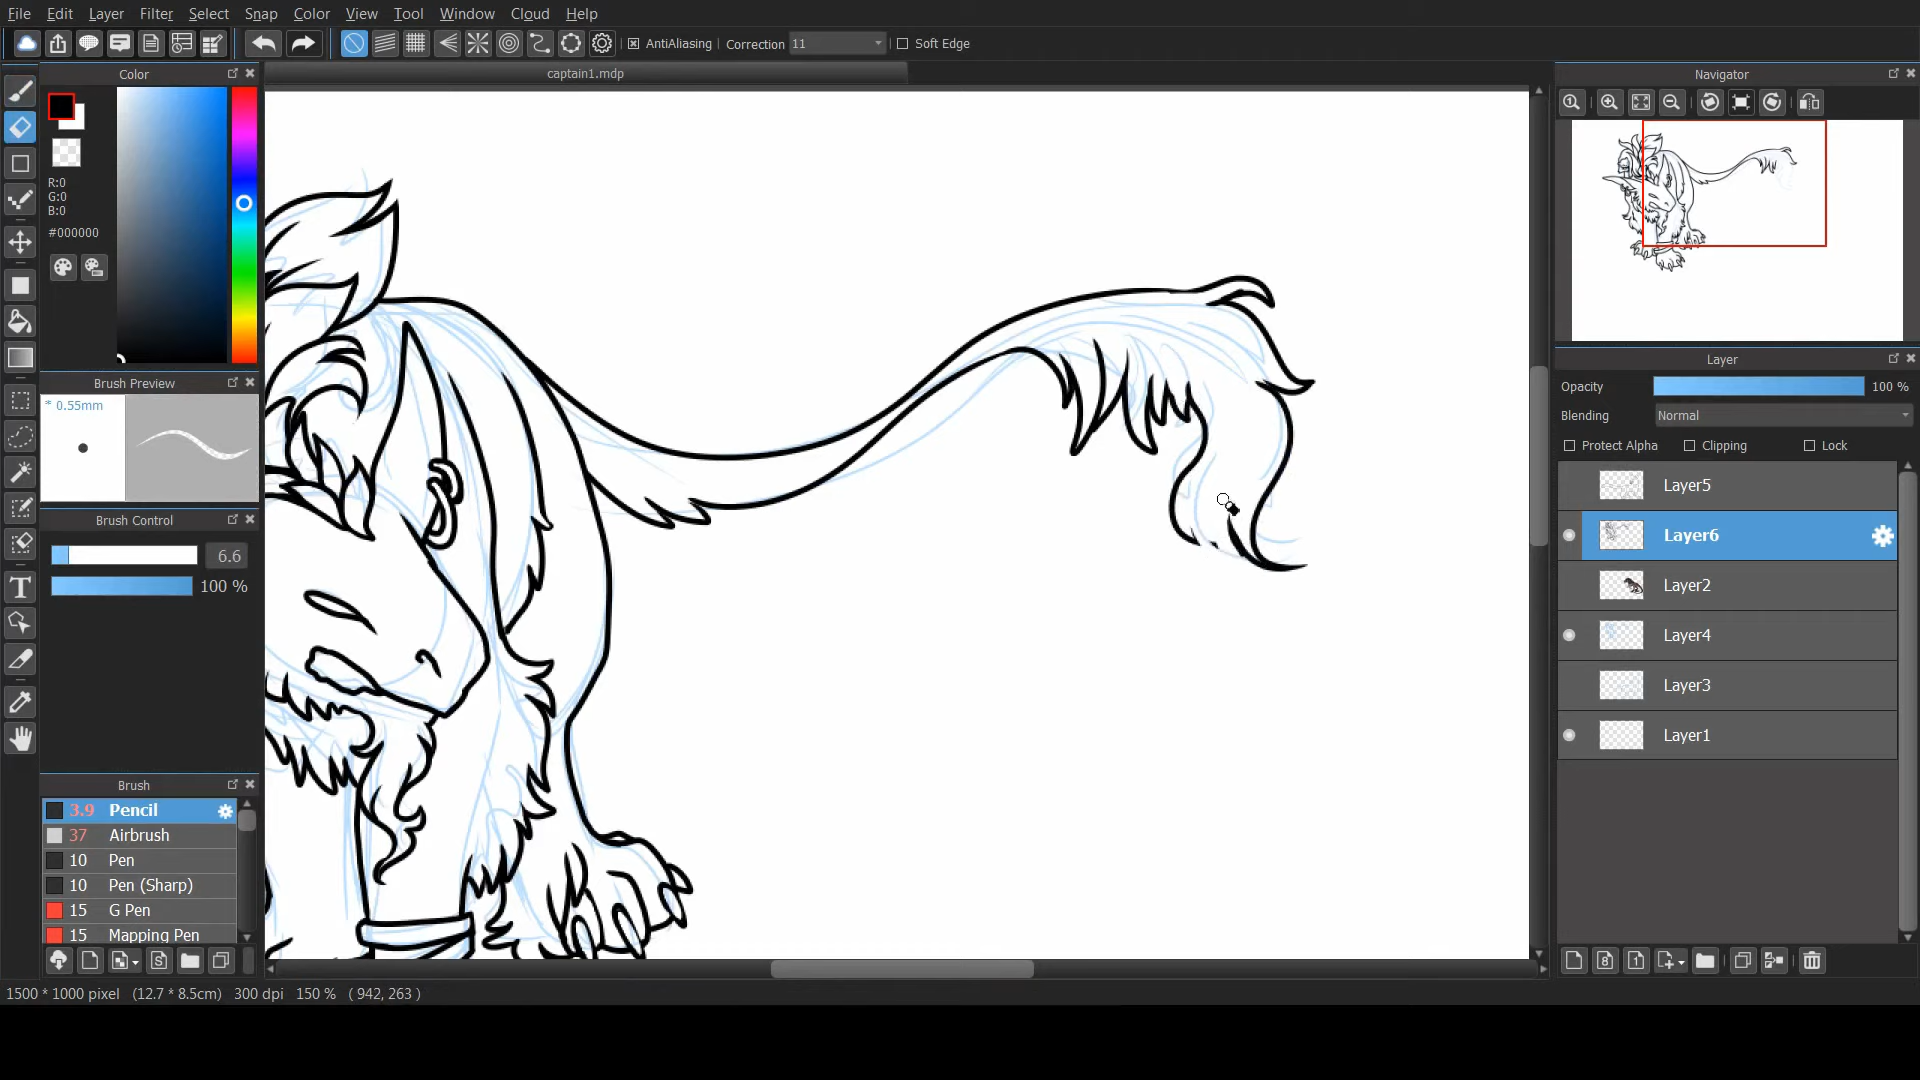 File Edit Layer Filter Select Snap Color View Tool Window Cloud Help
AntiAliasing Correction 11 Soft Edge
Color
captain1.mdp
Navigator
R:0
G:0
B:0
#000000
Brush Preview
* 0.55mm
Brush Control
6.6
100 %
Brush
3.9 Pencil
37 Airbrush
10 Pen
10 Pen (Sharp)
15 G Pen
15 Mapping Pen
Layer
Opacity 100 %
Blending Normal
Protect Alpha Clipping Lock
Layer5
Layer6
Layer2
Layer4
Layer3
Layer1
1500 * 1000 pixel (12.7 * 8.5cm) 300 dpi 150 % ( 942, 263 )